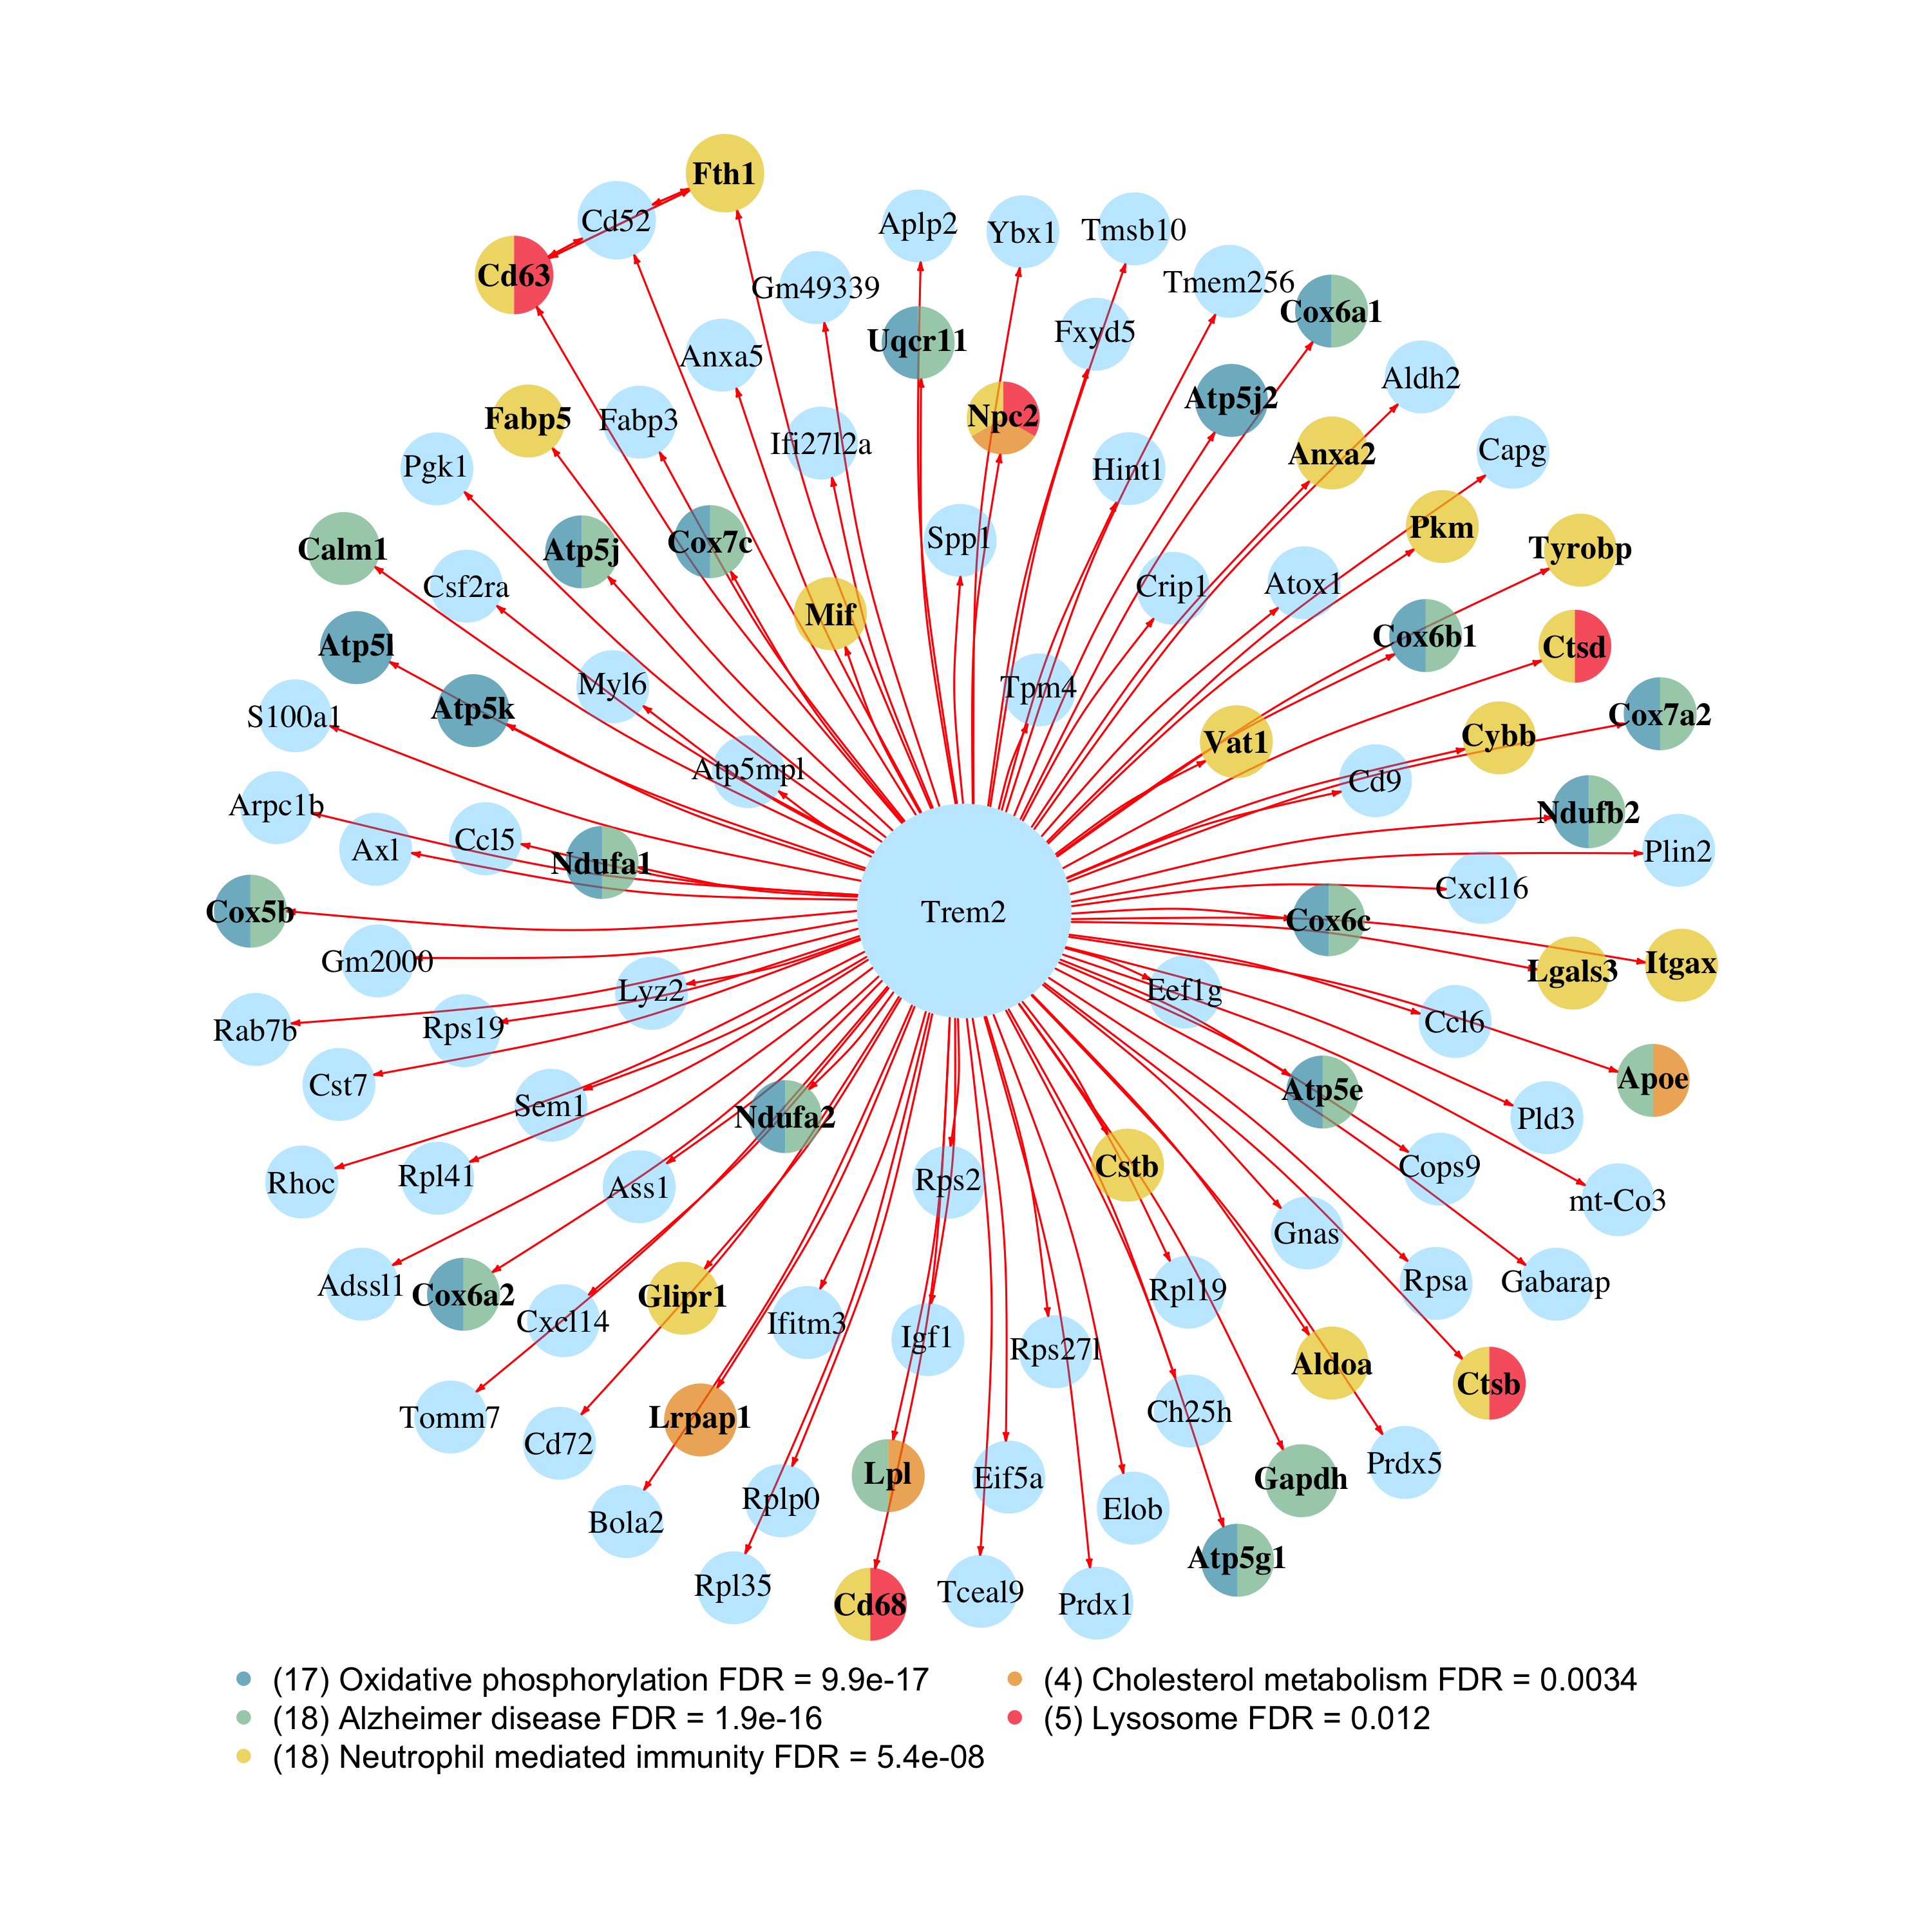 Fth1
Cd52
Aplp2
Ybx1
Tmsb10
Cd63
Gm49339
Tmem256
Cox6a1
Uqcr11
Fxyd5
Anxa5
Aldh2
Atp5j2
Fabp5
Fabp3
Npc2
Ifi27l2a
Anxa2
Capg
Pgk1
Hint1
Pkm
Spp1
Calm1
Atp5j
Cox7c
Tyrobp
Csf2ra
Crip1
Atox1
Mif
Cox6b1
Ctsd
Atp5l
Myl6
Tpm4
S100a1
Atp5k
Cox7a2
Vat1
Cybb
Atp5mpl
Cd9
Arpc1b
Ndufb2
Axl
Ccl5
Ndufa1
Plin2
Cxcl16
Cox5b
Trem2
Cox6c
Gm2000
Lgals3
Itgax
Lyz2
Eef1g
Rab7b
Rps19
Ccl6
Cst7
Sem1
Ndufa2
Atp5e
Apoe
Pld3
Rhoc
Rpl41
Ass1
Rps2
Cstb
Cops9
mt-Co3
Gnas
Adssl1
Cox6a2
Glipr1
Rpl19
Rpsa
Gabarap
Cxcl14
Ifitm3
Igf1
Rps27l
Aldoa
Ctsb
Tomm7
Cd72
Lrpap1
Ch25h
Lpl
Eif5a
Gapdh
Prdx5
Bola2
Rplp0
Elob
Rpl35
Cd68
Tceal9
Prdx1
Atp5g1
(17) Oxidative phosphorylation FDR = 9.9e-17
(18) Alzheimer disease FDR = 1.9e-16
(18) Neutrophil mediated immunity FDR = 5.4e-08
(4) Cholesterol metabolism FDR = 0.0034
(5) Lysosome FDR = 0.012